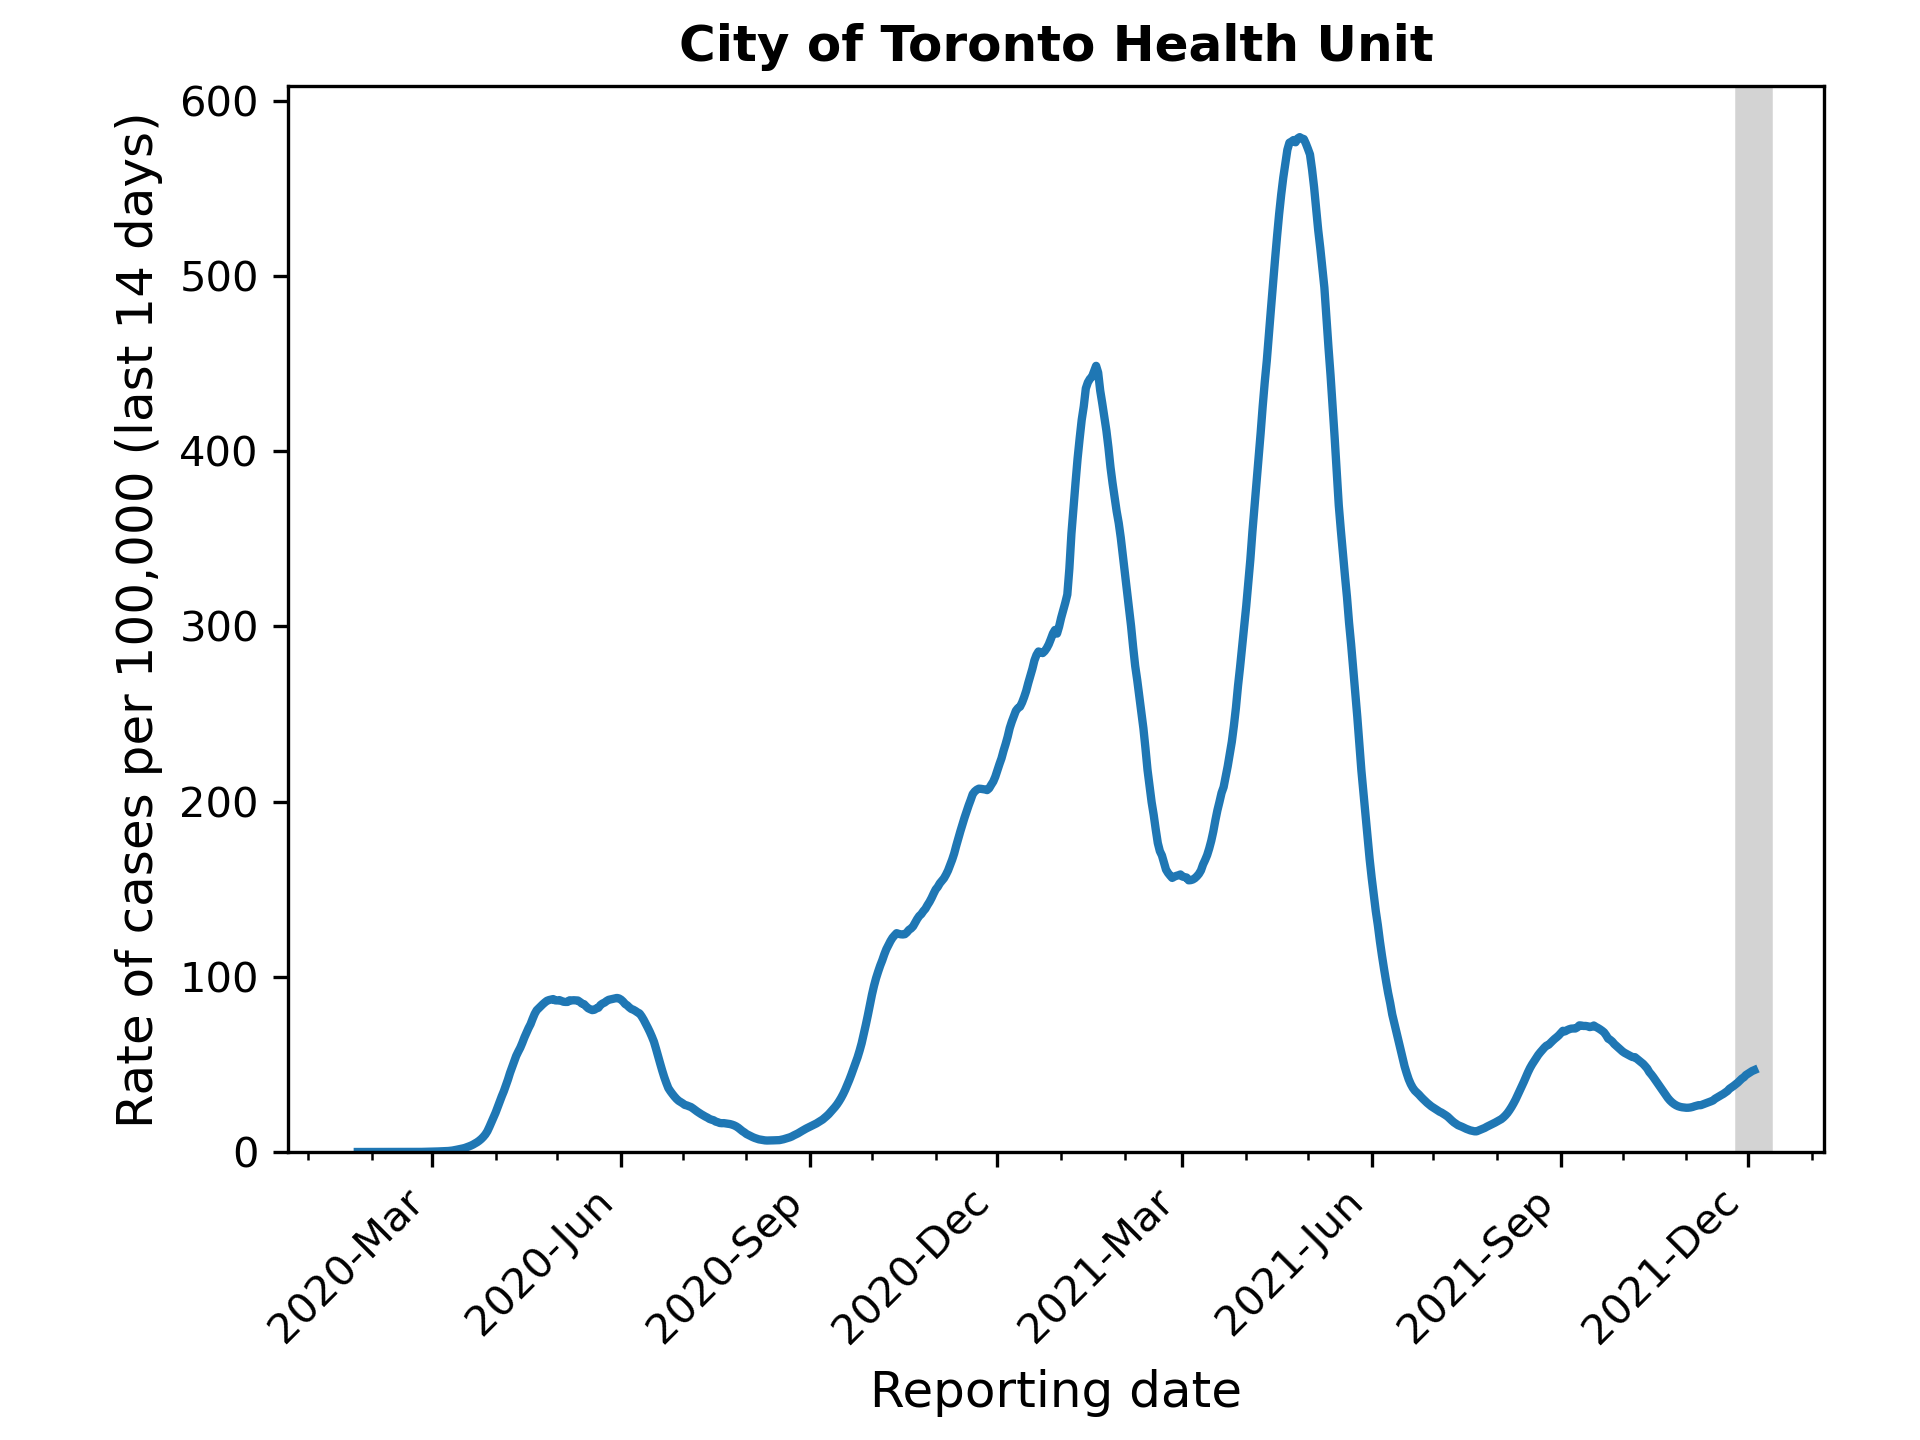 City of Toronto Health Unit
Rate of cases per 100,000 (last 14 days)
600
500
400
300
200
100
0
2020-Mar
2020-Jun
2020-Sep
2020-Dec
2021-Mar
2021-Jun
2021-Sep
2021-Dec
Reporting date